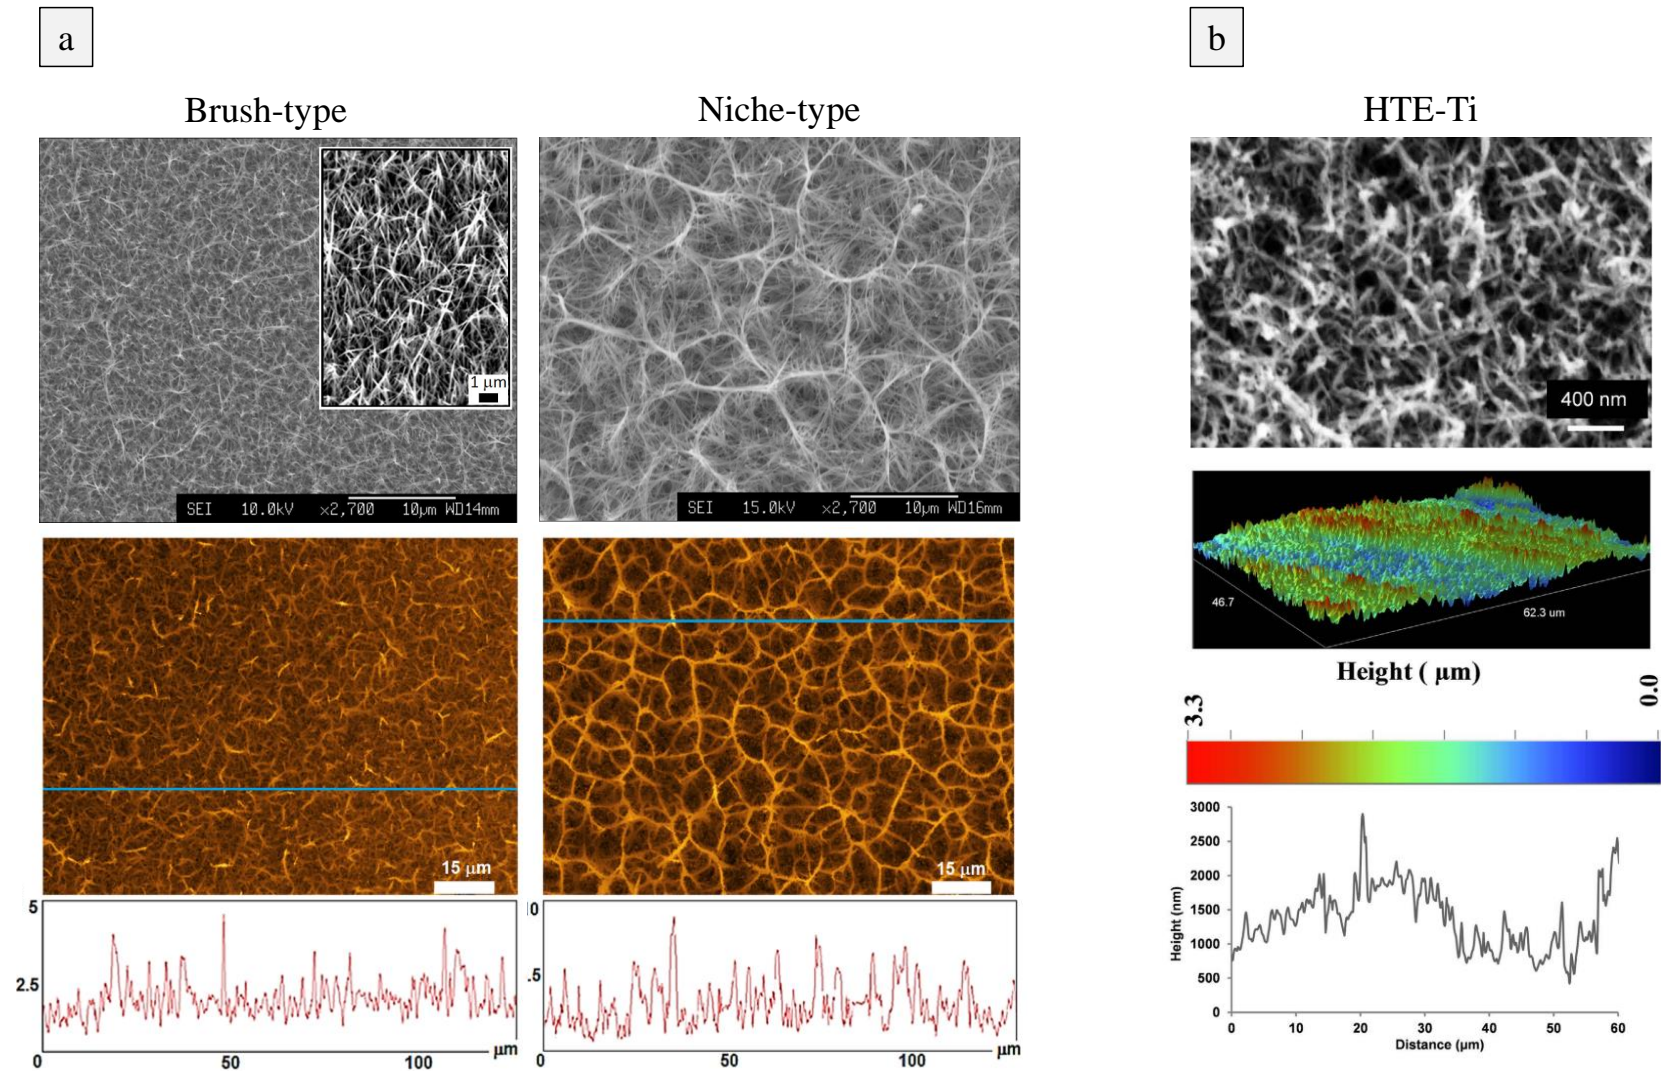 a
b
Brush-type
Niche-type
HTE-Ti
1 μm
SEI 10.0kV ×2,700 10μm WD14mm
SEI 15.0kV ×2,700 10μm WD16mm
400 nm
46.7
62.3 um
15 μm
15 μm
Height ( μm)
3.3
0.0
5
2.5
0
50
100
μm
0
.5
0
50
100
μm
3000
2500
2000
1500
1000
500
0
Height (nm)
0
10
20
30
40
50
60
Distance (μm)